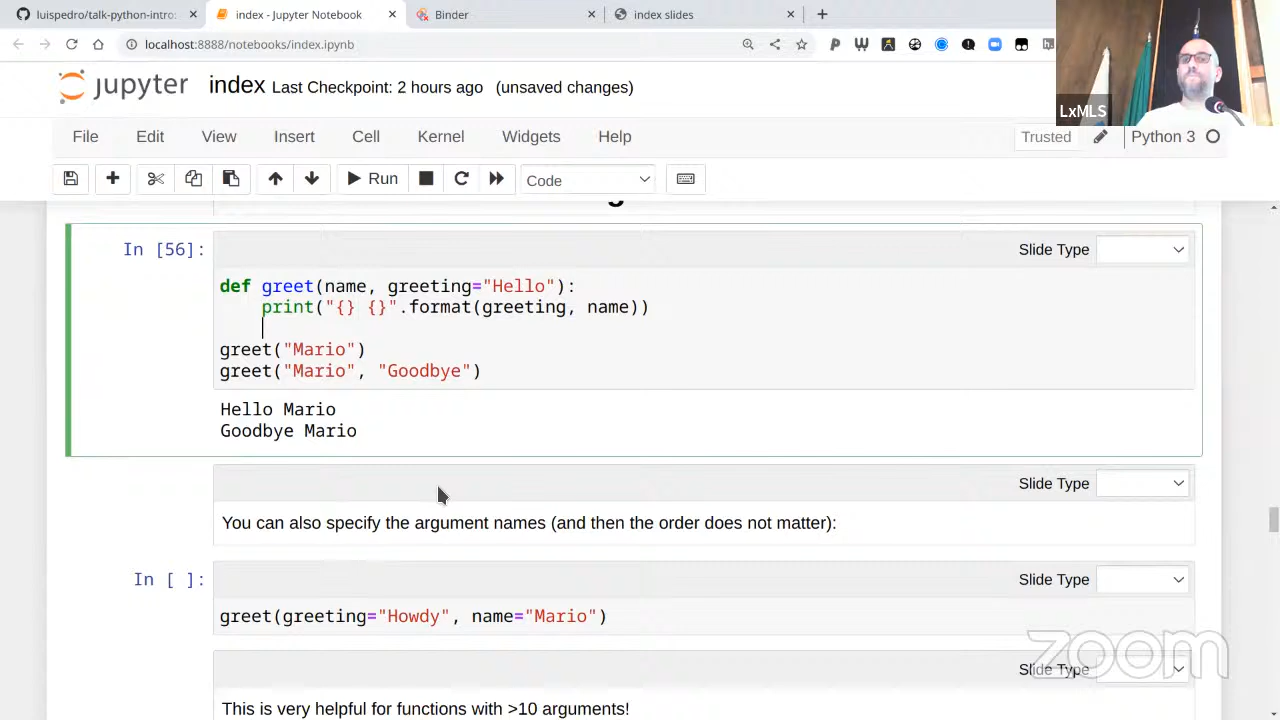 luispedro/talk-python-intro:
index - Jupyter Notebook
Binder
index slides
localhost:8888/notebooks/index.ipynb
jupyter index Last Checkpoint: 2 hours ago (unsaved changes)
LxMLS
File Edit View Insert Cell Kernel Widgets Help
Trusted Python 3
Run Code
In [56]: Slide Type
def greet(name, greeting="Hello"):
print("{} {}".format(greeting, name))
greet("Mario")
greet("Mario", "Goodbye")
Hello Mario
Goodbye Mario
Slide Type
You can also specify the argument names (and then the order does not matter):
In [ ]: Slide Type
greet(greeting="Howdy", name="Mario")
zoom
Slide Type
This is very helpful for functions with >10 arguments!